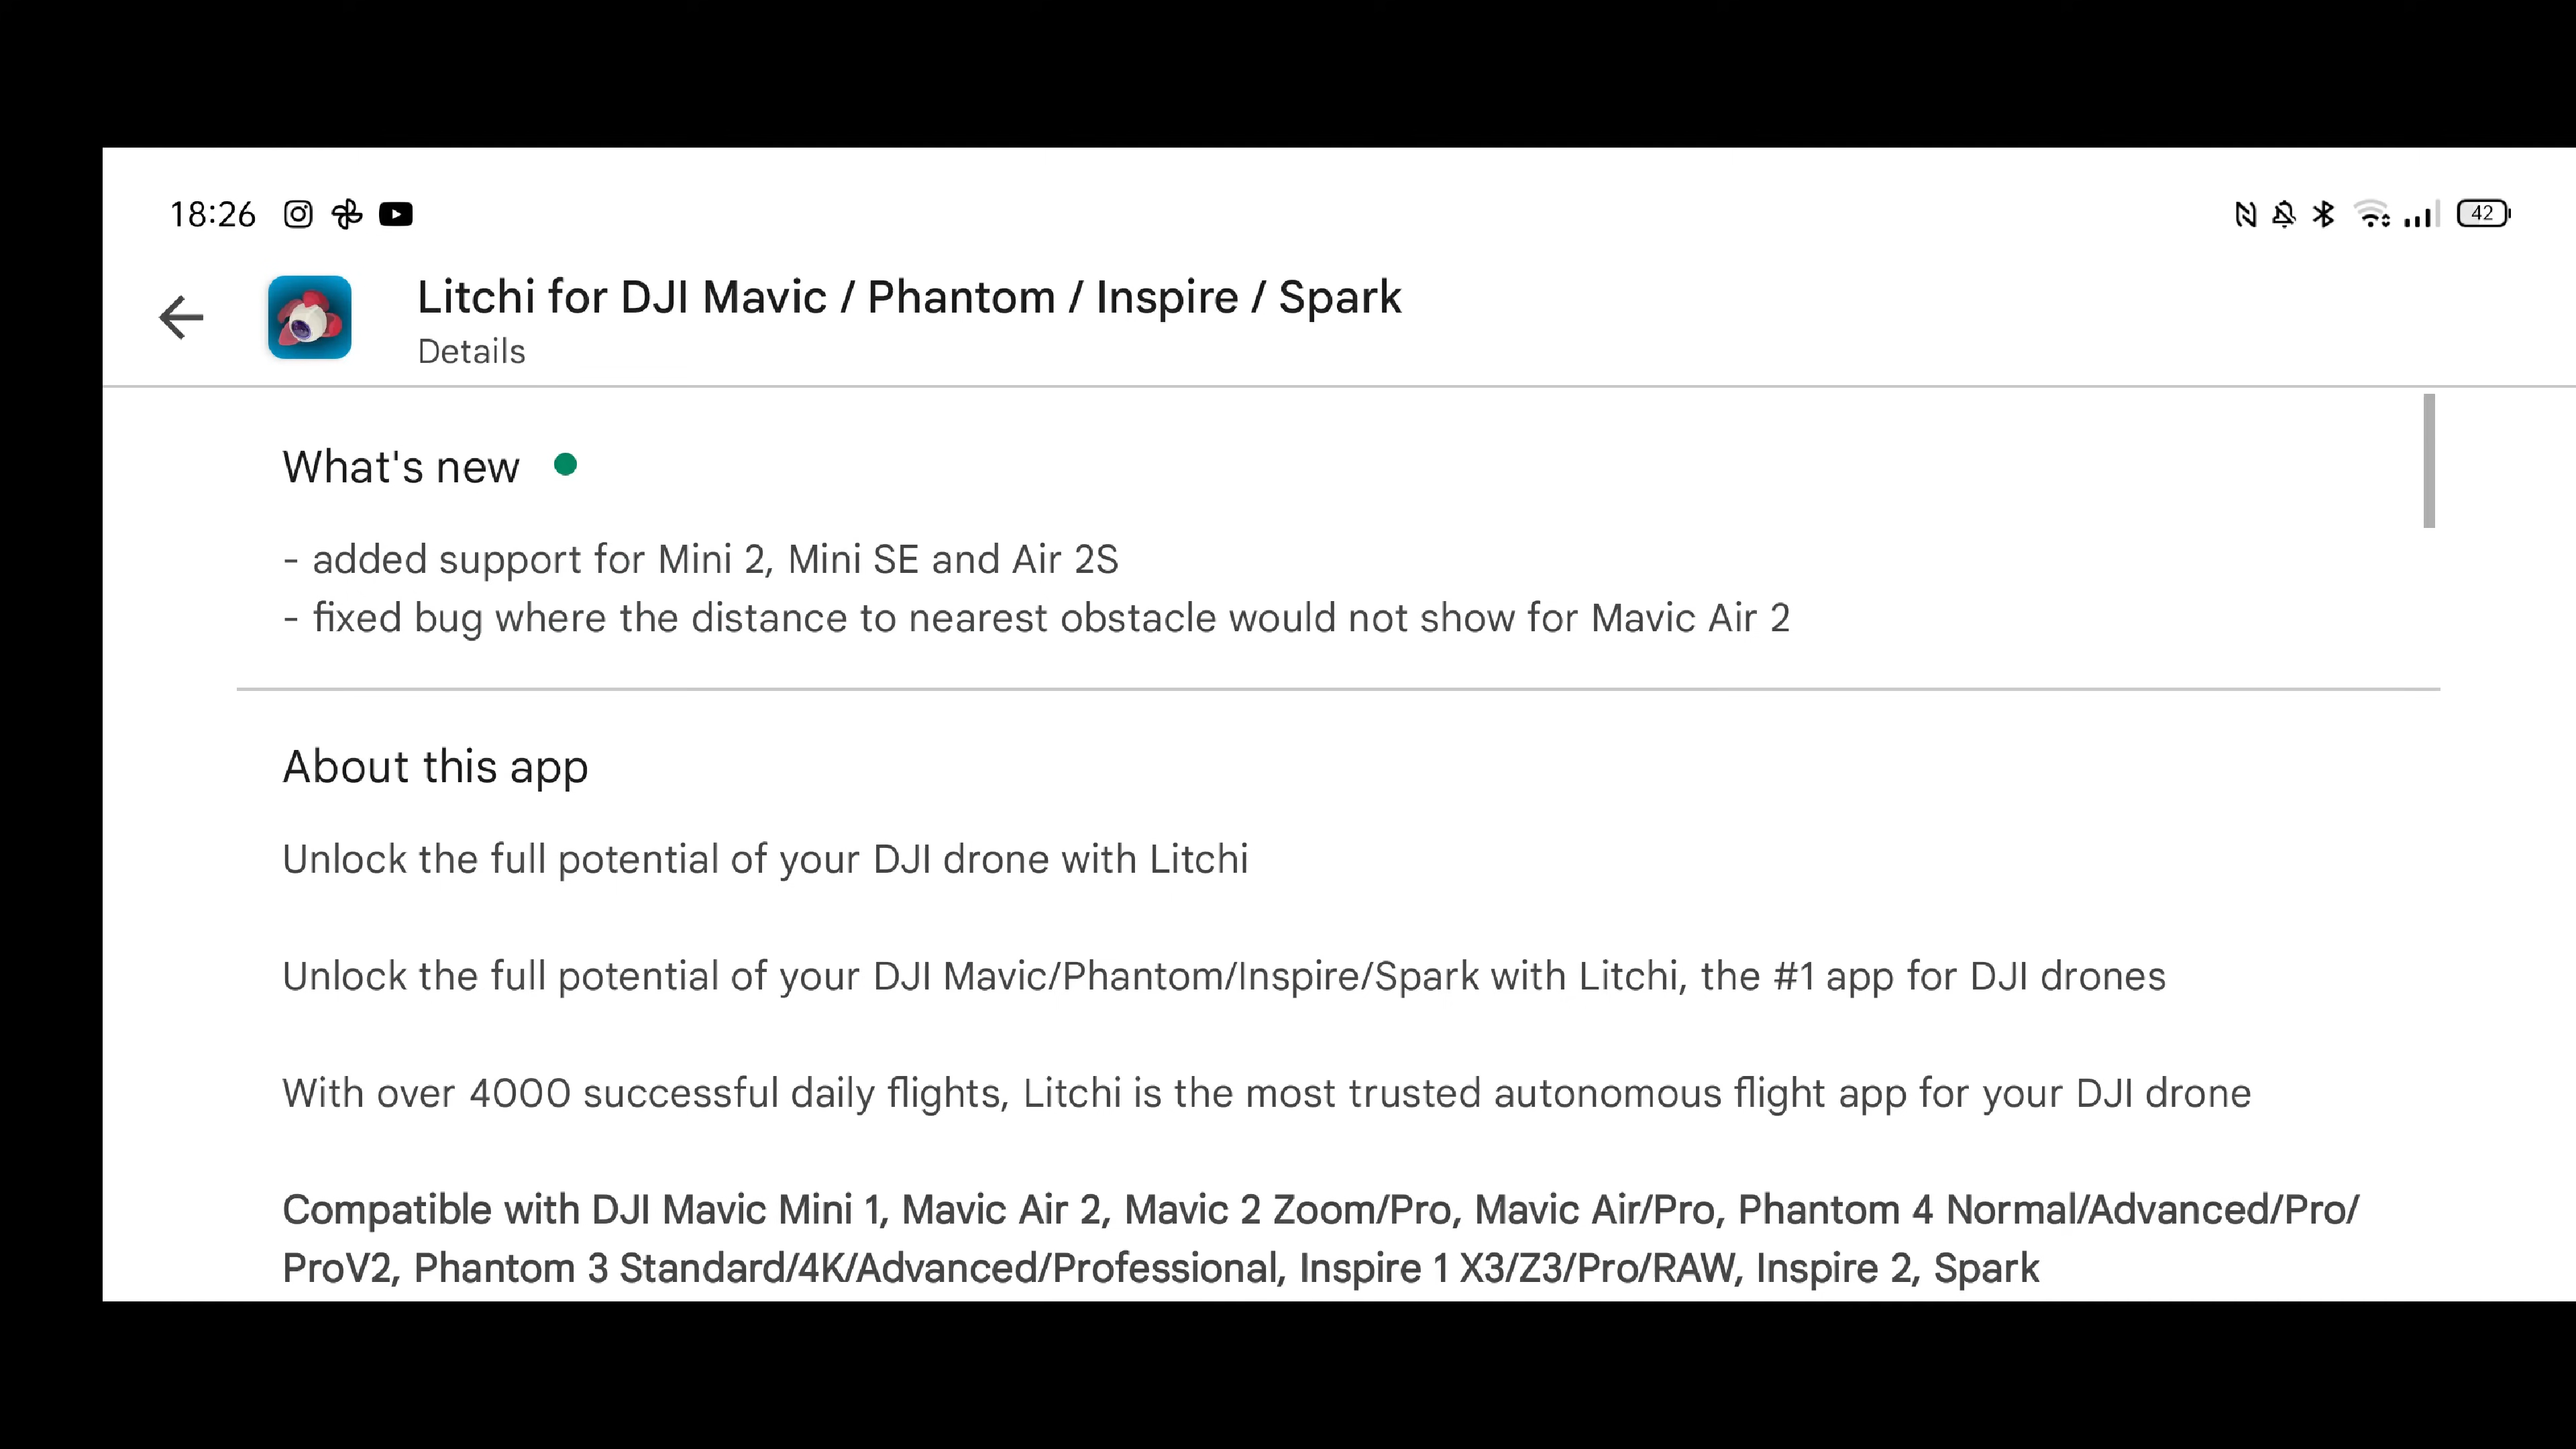 18:26
42
Litchi for DJI Mavic / Phantom / Inspire / Spark
Details
What's new
- added support for Mini 2, Mini SE and Air 2S
- fixed bug where the distance to nearest obstacle would not show for Mavic Air 2
About this app
Unlock the full potential of your DJI drone with Litchi
Unlock the full potential of your DJI Mavic/Phantom/Inspire/Spark with Litchi, the #1 app for DJI drones
With over 4000 successful daily flights, Litchi is the most trusted autonomous flight app for your DJI drone
Compatible with DJI Mavic Mini 1, Mavic Air 2, Mavic 2 Zoom/Pro, Mavic Air/Pro, Phantom 4 Normal/Advanced/Pro/
ProV2, Phantom 3 Standard/4K/Advanced/Professional, Inspire 1 X3/Z3/Pro/RAW, Inspire 2, Spark